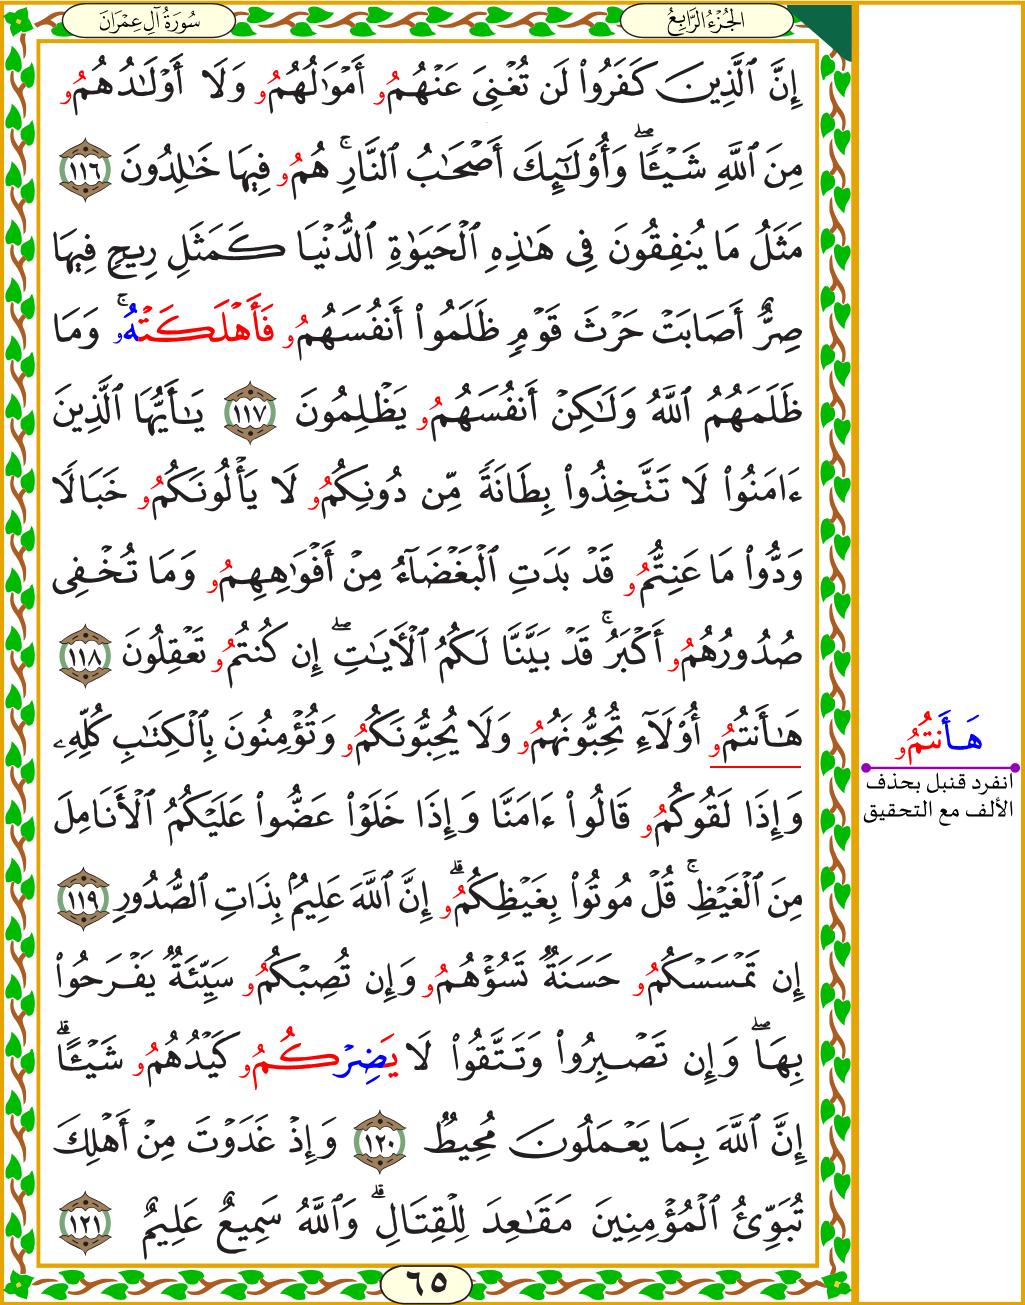 الجُزْءُ الرَّابِعُ
سُورَةُ آلِ عِمْرَان
إِنَّ ٱلَّذِينَ كَفَرُوا۟ لَن تُغْنِىَ عَنْهُمُۥ أَمْوَٰلُهُمُۥ وَلَا أَوْلَٰدُهُمُۥ
مِنَ ٱللَّهِ شَيْـًٔاۖ وَأُو۟لَٰٓئِكَ أَصْحَٰبُ ٱلنَّارِۚ هُمُۥ فِيهَا خَٰلِدُونَ ١١٦
مَثَلُ مَا يُنفِقُونَ فِى هَٰذِهِ ٱلْحَيَوٰةِ ٱلدُّنْيَا كَمَثَلِ رِيحٍ فِيهَا
صِرٌّ أَصَابَتْ حَرْثَ قَوْمٍ ظَلَمُوا۟ أَنفُسَهُمُۥ فَأَهْلَكَتْهُۥۚ وَمَا
ظَلَمَهُمُ ٱللَّهُ وَلَٰكِنْ أَنفُسَهُمُۥ يَظْلِمُونَ ١١٧ يَٰأَيُّهَا ٱلَّذِينَ
ءَامَنُوا۟ لَا تَتَّخِذُوا۟ بِطَانَةً مِّن دُونِكُمُۥ لَا يَأْلُونَكُمُۥ خَبَالًا
وَدُّوا۟ مَا عَنِتُّمُۥ قَدْ بَدَتِ ٱلْبَغْضَآءُ مِنْ أَفْوَٰهِهِمُۥ وَمَا تُخْفِى
صُدُورُهُمُۥ أَكْبَرُۚ قَدْ بَيَّنَّا لَكُمُ ٱلْأَيَٰتِۖ إِن كُنتُمُۥ تَعْقِلُونَ ١١٨
هَٰأَنتُمُۥ أُو۟لَآءِ تُحِبُّونَهُمُۥ وَلَا يُحِبُّونَكُمُۥ وَتُؤْمِنُونَ بِٱلْكِتَٰبِ كُلِّهِۦ
وَإِذَا لَقُوكُمُۥ قَالُوا۟ ءَامَنَّا وَإِذَا خَلَوْا۟ عَضُّوا۟ عَلَيْكُمُ ٱلْأَنَامِلَ
مِنَ ٱلْغَيْظِۚ قُلْ مُوتُوا۟ بِغَيْظِكُمُۥۗ إِنَّ ٱللَّهَ عَلِيمٌۢ بِذَاتِ ٱلصُّدُورِ ١١٩
إِن تَمْسَسْكُمُۥ حَسَنَةٌ تَسُؤْهُمُۥ وَإِن تُصِبْكُمُۥ سَيِّئَةٌ يَفْرَحُوا۟
بِهَاۖ وَإِن تَصْبِرُوا۟ وَتَتَّقُوا۟ لَا يَضِرْكُمُۥ كَيْدُهُمُۥ شَيْـًٔاۗ
إِنَّ ٱللَّهَ بِمَا يَعْمَلُونَ مُحِيطٌ ١٢٠ وَإِذْ غَدَوْتَ مِنْ أَهْلِكَ
تُبَوِّئُ ٱلْمُؤْمِنِينَ مَقَٰعِدَ لِلْقِتَالِۗ وَٱللَّهُ سَمِيعٌ عَلِيمٌ ١٢١
هَـأَنتُمُۥ
انفرد قنبل بحذف
الألف مع التحقيق
٦٥